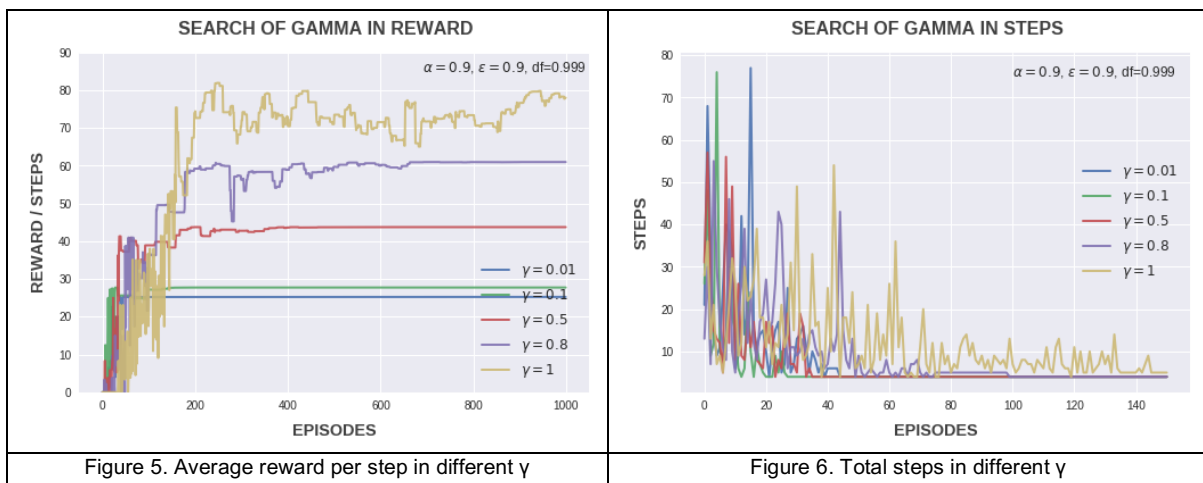 SEARCH OF GAMMA IN REWARD
α = 0.9, ε = 0.9, df=0.999
90
80
70
60
50
40
30
20
10
0
REWARD / STEPS
γ = 0.01
γ = 0.1
γ = 0.5
γ = 0.8
γ = 1
0 200 400 600 800 1000
EPISODES
Figure 5. Average reward per step in different γ
SEARCH OF GAMMA IN STEPS
α = 0.9, ε = 0.9, df=0.999
80
70
60
50
40
30
20
10
STEPS
γ = 0.01
γ = 0.1
γ = 0.5
γ = 0.8
γ = 1
0 20 40 60 80 100 120 140
EPISODES
Figure 6. Total steps in different γ